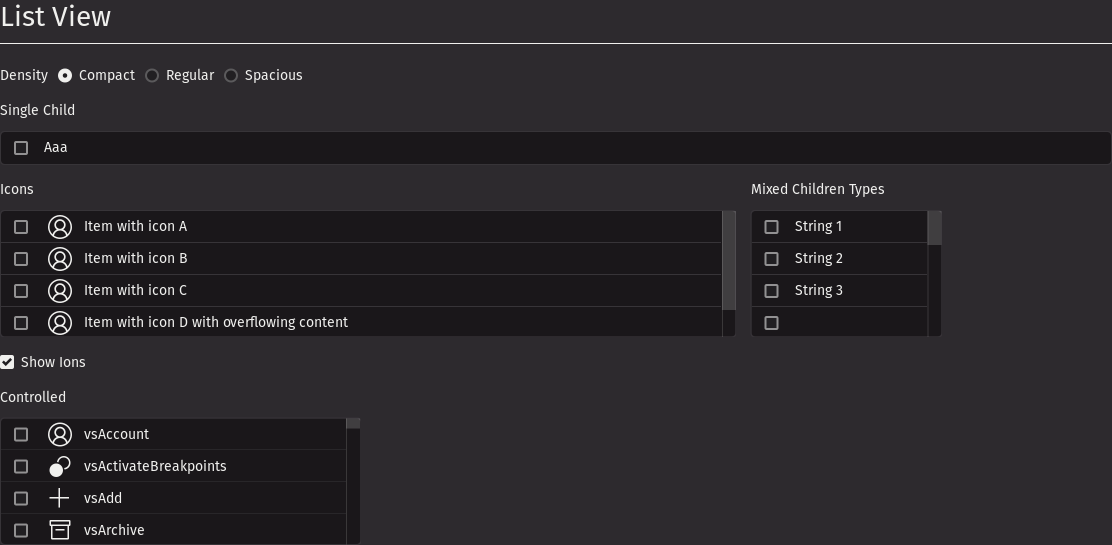 List View
Density Compact Regular Spacious
Single Child
Aaa
Icons
Item with icon A
Item with icon B
Item with icon C
Item with icon D with overflowing content
Mixed Children Types
String 1
String 2
String 3
Show Ions
Controlled
vsAccount
vsActivateBreakpoints
vsAdd
vsArchive